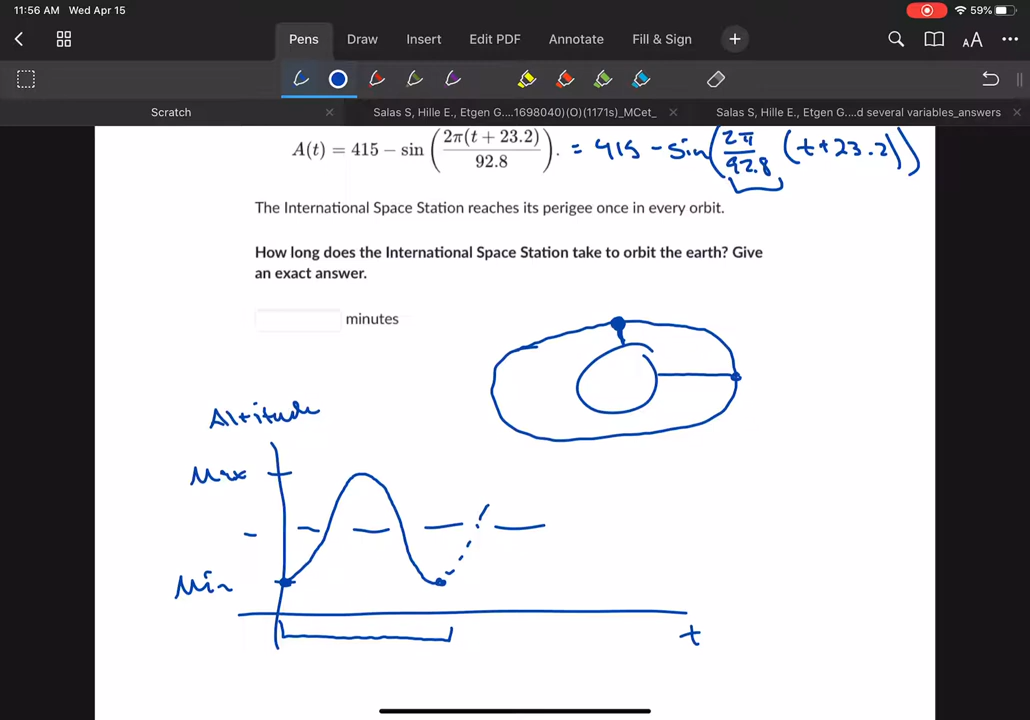 11:56 AM Wed Apr 15
59%
Pens Draw Insert Edit PDF Annotate Fill & Sign
AA
Scratch
Salas S, Hille E., Etgen G....1698040)(O)(1171s)_MCet_
Salas S, Hille E., Etgen G....d several variables_answers
A(t) = 415 − sin(2π(t + 23.2)/92.8). = 415 - sin(2π/92.8 (t+23.2))
The International Space Station reaches its perigee once in every orbit.
How long does the International Space Station take to orbit the earth? Give
an exact answer.
minutes
Altitude
Max
Min
t